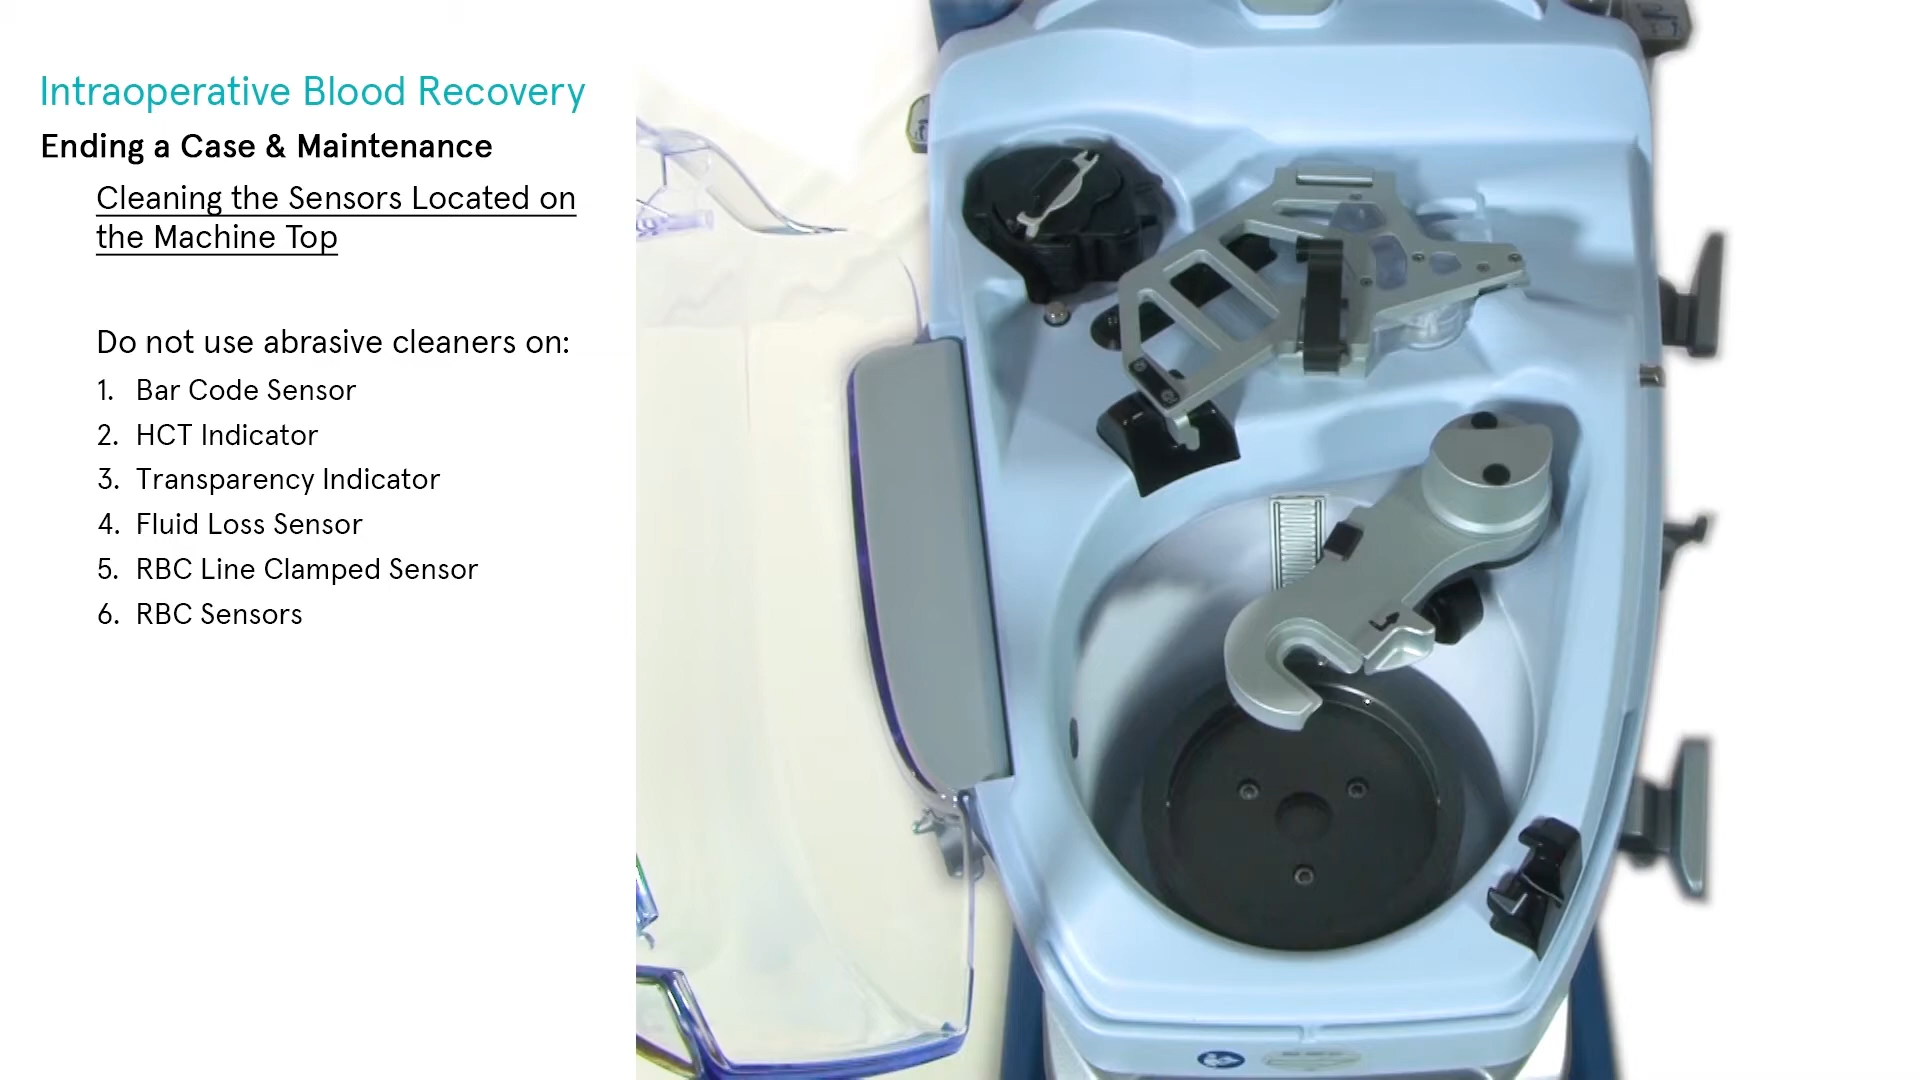 Intraoperative Blood Recovery
Ending a Case & Maintenance
Cleaning the Sensors Located on
the Machine Top
Do not use abrasive cleaners on:
1. Bar Code Sensor
2. HCT Indicator
3. Transparency Indicator
4. Fluid Loss Sensor
5. RBC Line Clamped Sensor
6. RBC Sensors